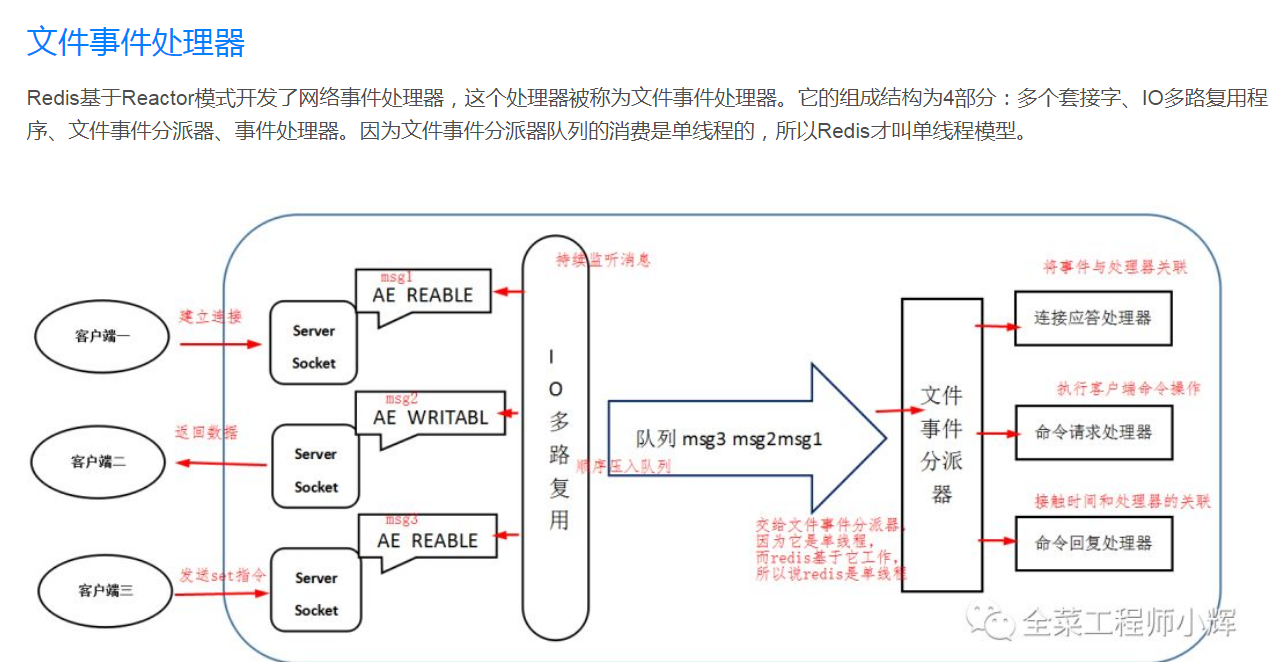 文件事件处理器
Redis基于Reactor模式开发了网络事件处理器，这个处理器被称为文件事件处理器。它的组成结构为4部分：多个套接字、IO多路复用程
序、文件事件分派器、事件处理器。因为文件事件分派器队列的消费是单线程的，所以Redis才叫单线程模型。
客户端一
建立连接
Server
Socket
msg1
AE REABLE
客户端二
返回数据
Server
Socket
msg2
AE WRITABL
客户端三
发送set指令
Server
Socket
msg3
AE REABLE
持续监听消息
I
O
多
路
复
用
顺序压入队列
队列 msg3 msg2msg1
交给文件事件分派器，
因为它是单线程，
而redis基于它工作，
所以说redis是单线程
文件
事件
分派
器
将事件与处理器关联
连接应答处理器
执行客户端命令操作
命令请求处理器
接触时间和处理器的关联
命令回复处理器
全菜工程师小辉